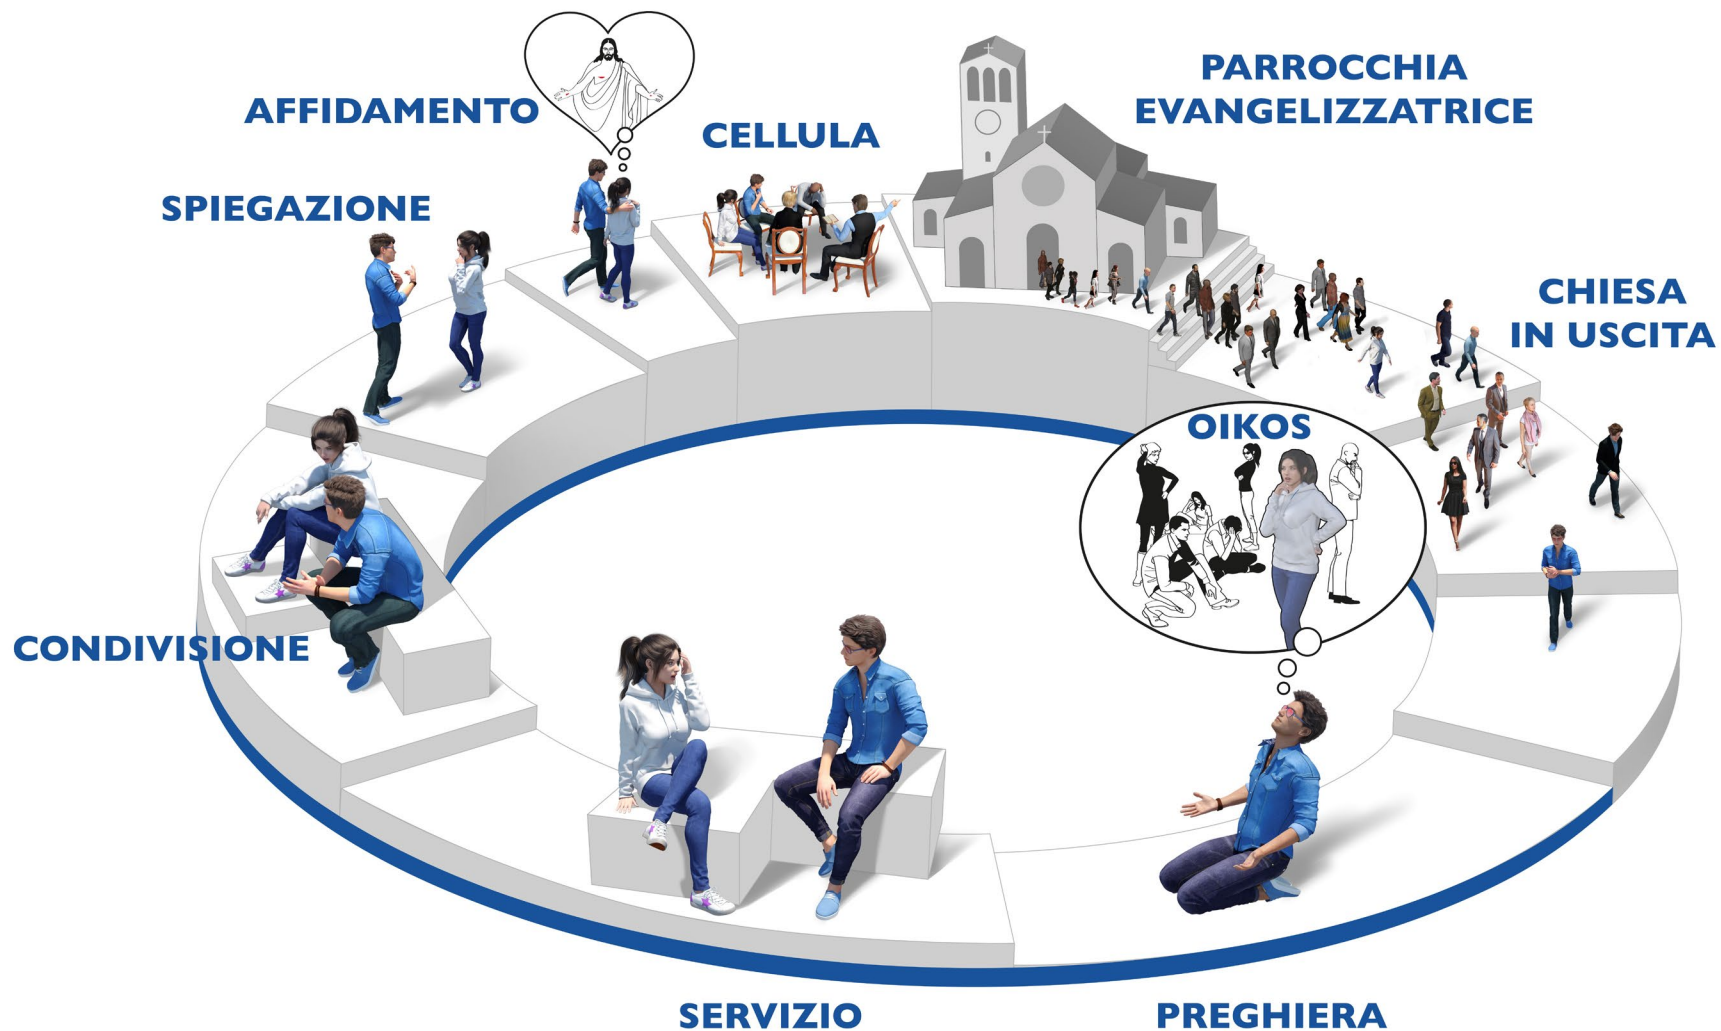 PARROCCHIA
EVANGELIZZATRICE
AFFIDAMENTO
CELLULA
SPIEGAZIONE
CHIESA
IN USCITA
OIKOS
CONDIVISIONE
SERVIZIO
PREGHIERA